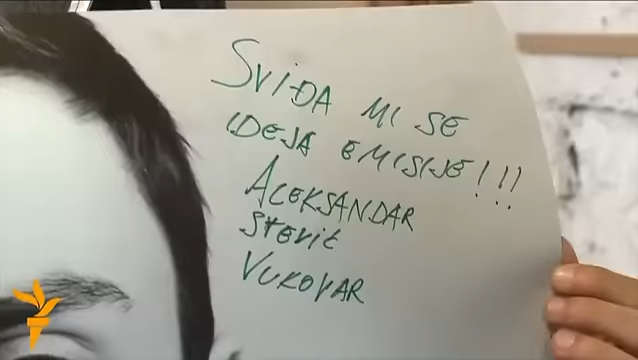 SVIĐA MI SE
IDEJA EMISIJE!!!
ALEKSANDAR
STEVIĆ
VUKOVAR